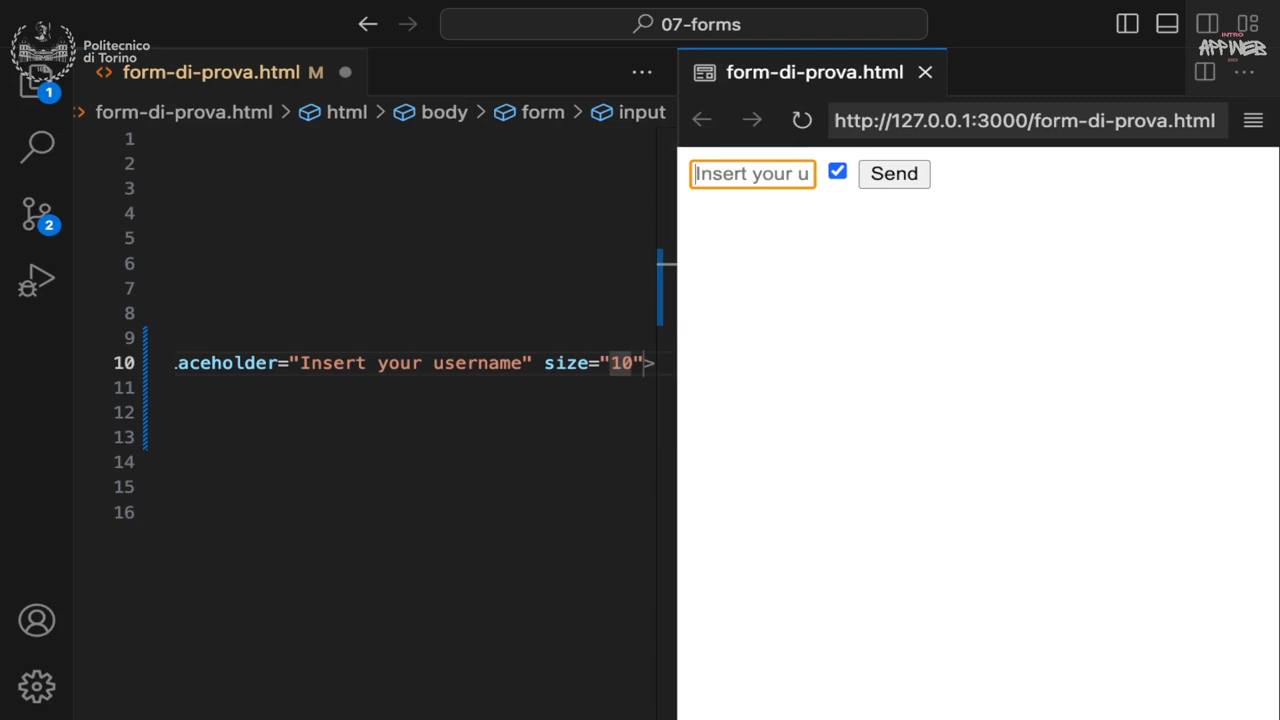 07-forms
Politecnico
di Torino
INTRO
APPWEB
form-di-prova.html M
form-di-prova.html
1
form-di-prova.html > html > body > form > input
http://127.0.0.1:3000/form-di-prova.html
1
2
3
4
5
6
7
8
9
10 aceholder="Insert your username" size="10">
11
12
13
14
15
16
2
Insert your u
Send